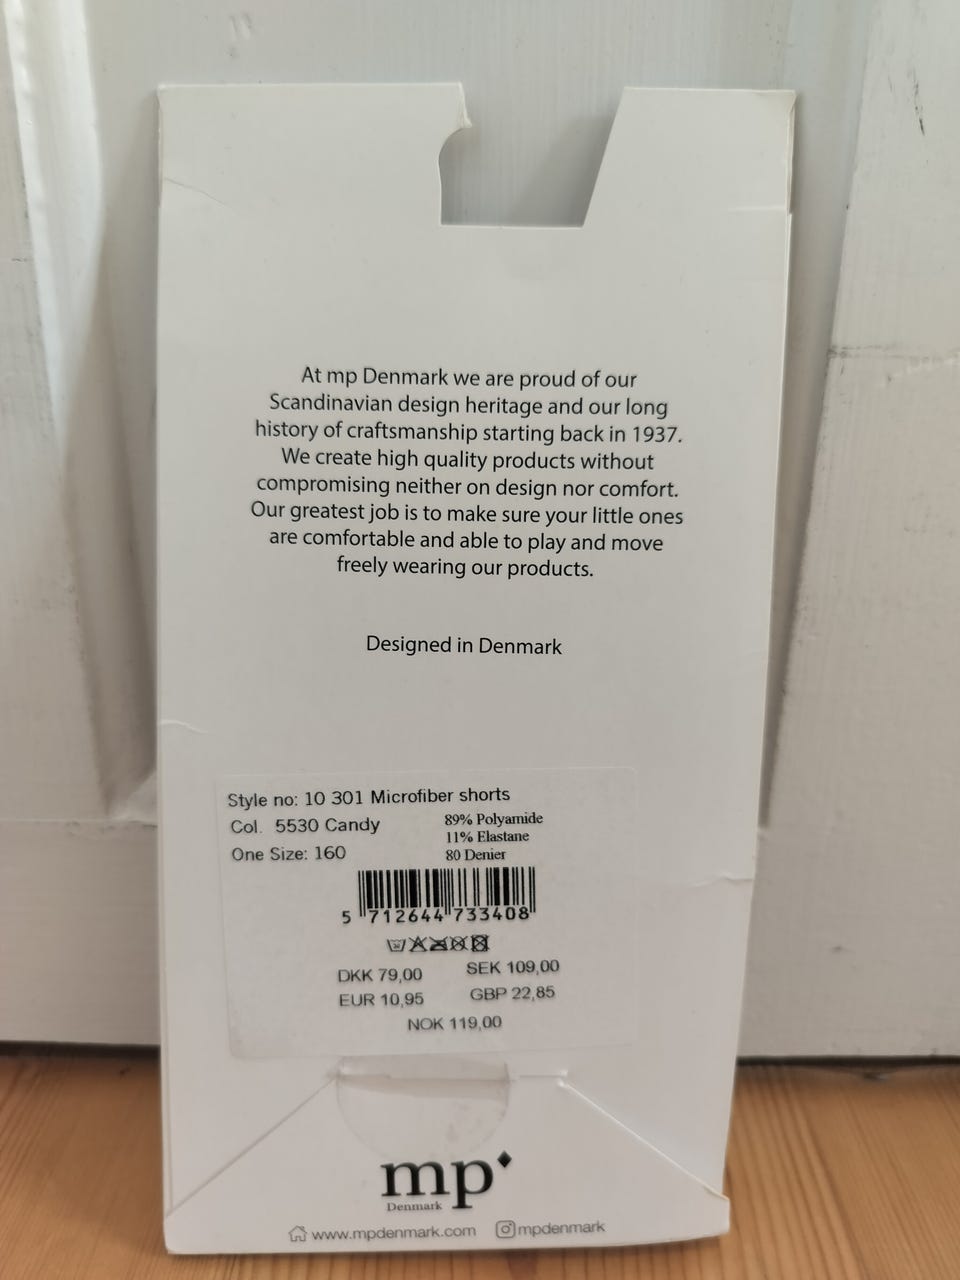 At mp Denmark we are proud of our
Scandinavian design heritage and our long
history of craftsmanship starting back in 1937.
We create high quality products without
compromising neither on design nor comfort.
Our greatest job is to make sure your little ones
are comfortable and able to play and move
freely wearing our products.
Designed in Denmark
Style no: 10 301 Microfiber shorts
Col. 5530 Candy
89% Polyamide
11% Elastane
One Size: 160
80 Denier
5 712644 733408
DKK 79,00 SEK 109,00
EUR 10,95 GBP 22,85
NOK 119,00
mp
Denmark
www.mpdenmark.com mpdenmark